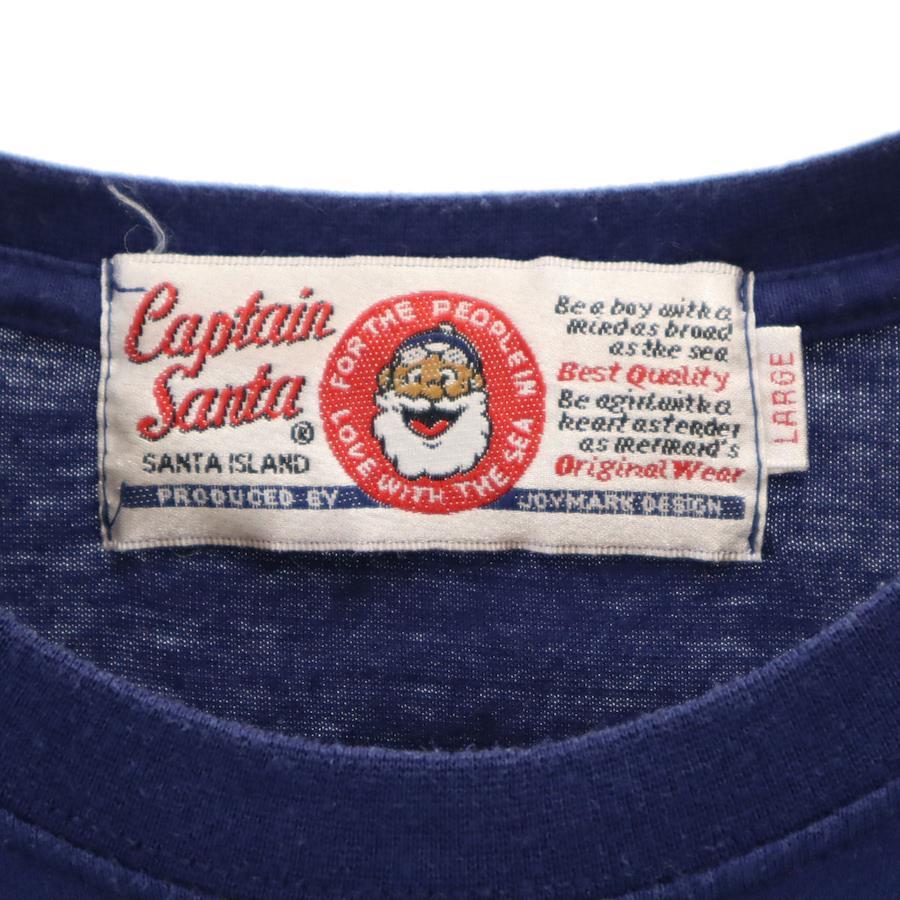 Captain
Santa
®
SANTA ISLAND
FOR THE PEOPLE IN
LOVE WITH THE SEA
Be a boy with a
mind as broad
as the sea
Best Quality
Be a girl with a
heart as tender
as mermaid's
Original Wear
PRODUCED BY JOYMARK DESIGN
LARGE